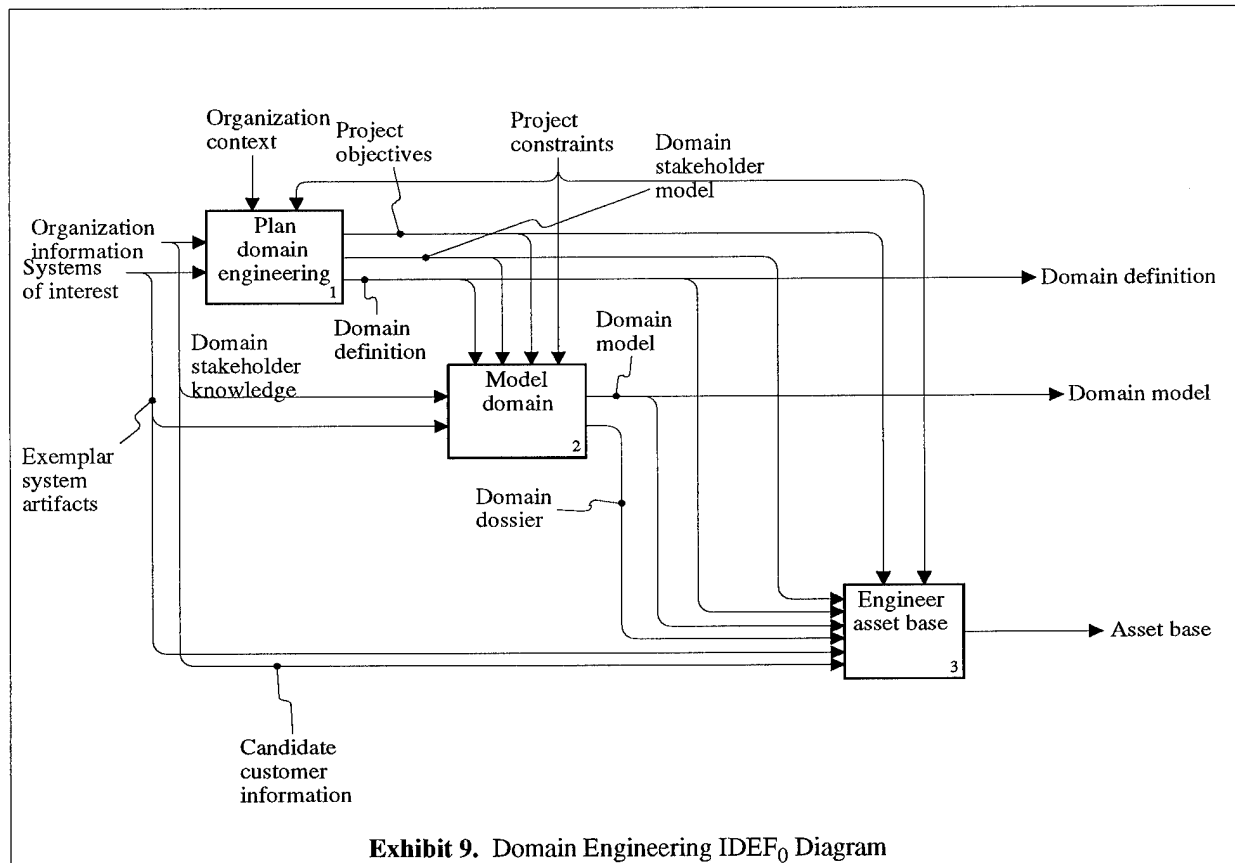 Organization
context
Project
objectives
Project
constraints
Domain
stakeholder
model
Organization
information
Systems
of interest
Plan
domain
engineering
1
Domain definition
Domain
definition
Domain
model
Domain
stakeholder
knowledge
Model
domain
2
Domain model
Exemplar
system
artifacts
Domain
dossier
Engineer
asset base
3
Asset base
Candidate
customer
information
Exhibit 9. Domain Engineering IDEF0 Diagram